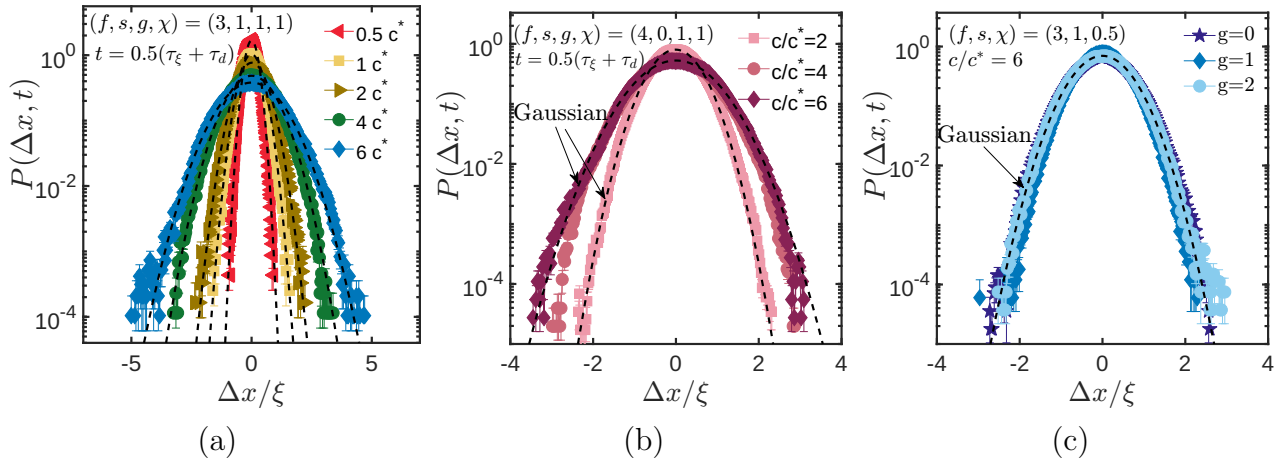 (f, s, g, χ) = (3, 1, 1, 1)
t = 0.5(τ_ξ + τ_d)
0.5 c*
1 c*
2 c*
4 c*
6 c*
P(Δx, t)
10^0
10^-2
10^-4
-5
0
5
Δx/ξ
(a)
(f, s, g, χ) = (4, 0, 1, 1)
t = 0.5(τ_ξ + τ_d)
c/c*=2
c/c*=4
c/c*=6
Gaussian
P(Δx, t)
10^0
10^-2
10^-4
-4
-2
0
2
4
Δx/ξ
(b)
(f, s, χ) = (3, 1, 0.5)
c/c* = 6
g=0
g=1
g=2
Gaussian
P(Δx, t)
10^0
10^-2
10^-4
-4
-2
0
2
4
Δx/ξ
(c)